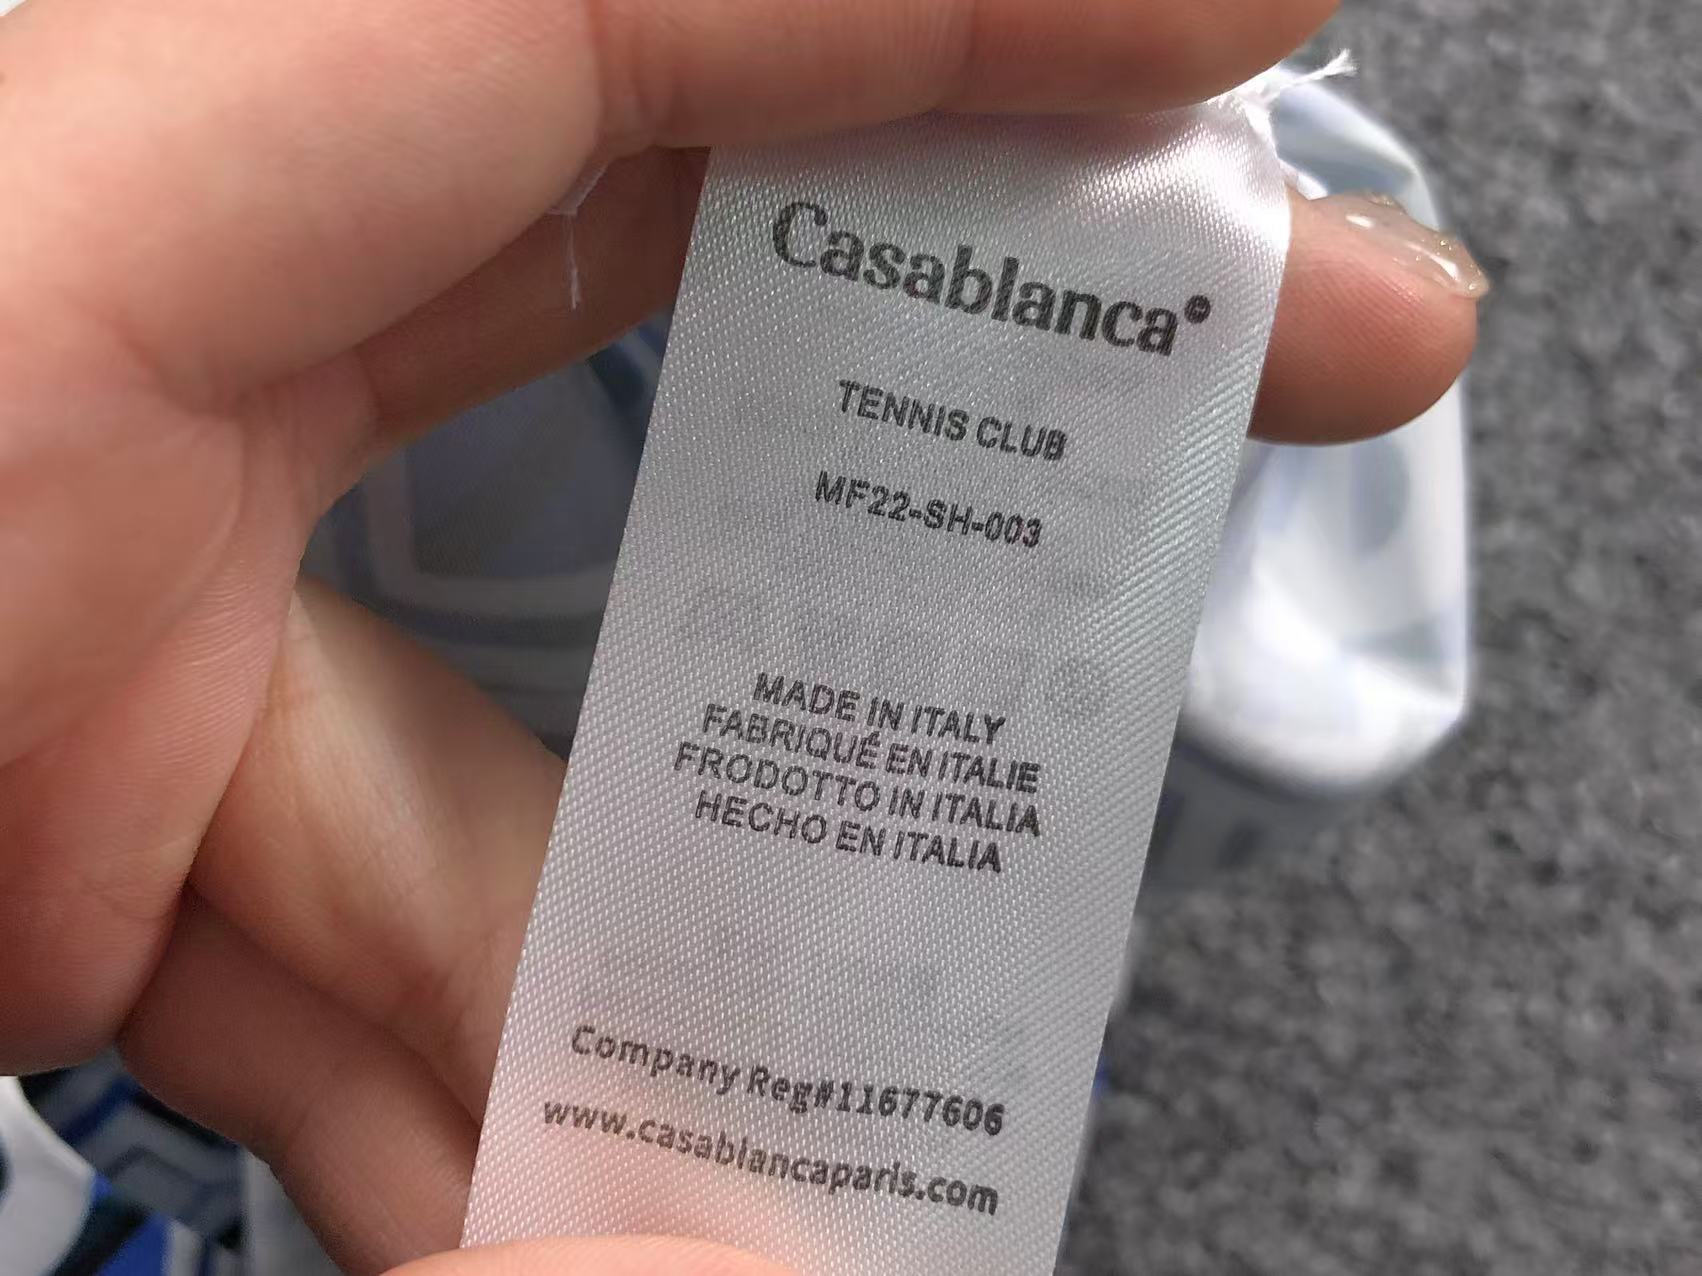 Casablanca©
TENNIS CLUB
MF22-SH-003
MADE IN ITALY
FABRIQUÉ EN ITALIE
FRODOTTO IN ITALIA
HECHO EN ITALIA
Company Reg#11677606
www.casablancaparis.com